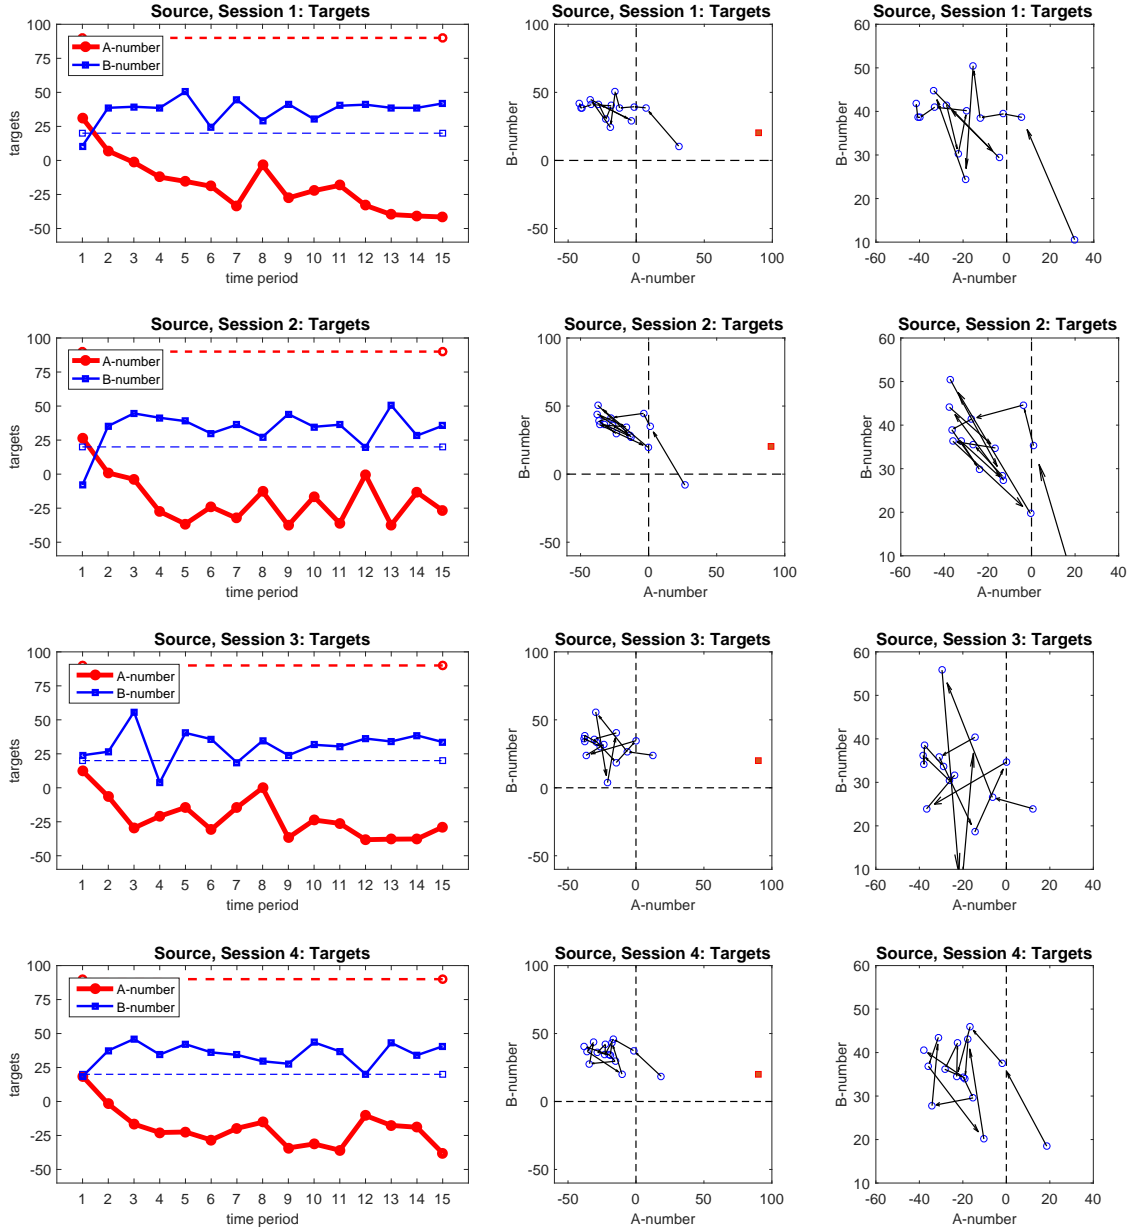 Source, Session 1: Targets
100
75
50
25
0
-25
-50
targets
A-number
B-number
1 2 3 4 5 6 7 8 9 10 11 12 13 14 15
time period
Source, Session 1: Targets
100
50
0
-50
B-number
-50 0 50 100
A-number
Source, Session 1: Targets
60
50
40
30
20
10
B-number
-60 -40 -20 0 20 40
A-number
Source, Session 2: Targets
100
75
50
25
0
-25
-50
targets
A-number
B-number
1 2 3 4 5 6 7 8 9 10 11 12 13 14 15
time period
Source, Session 2: Targets
100
50
0
-50
B-number
-50 0 50 100
A-number
Source, Session 2: Targets
60
50
40
30
20
10
B-number
-60 -40 -20 0 20 40
A-number
Source, Session 3: Targets
100
75
50
25
0
-25
-50
targets
A-number
B-number
1 2 3 4 5 6 7 8 9 10 11 12 13 14 15
time period
Source, Session 3: Targets
100
50
0
-50
B-number
-50 0 50 100
A-number
Source, Session 3: Targets
60
50
40
30
20
10
B-number
-60 -40 -20 0 20 40
A-number
Source, Session 4: Targets
100
75
50
25
0
-25
-50
targets
A-number
B-number
1 2 3 4 5 6 7 8 9 10 11 12 13 14 15
time period
Source, Session 4: Targets
100
50
0
-50
B-number
-50 0 50 100
A-number
Source, Session 4: Targets
60
50
40
30
20
10
B-number
-60 -40 -20 0 20 40
A-number